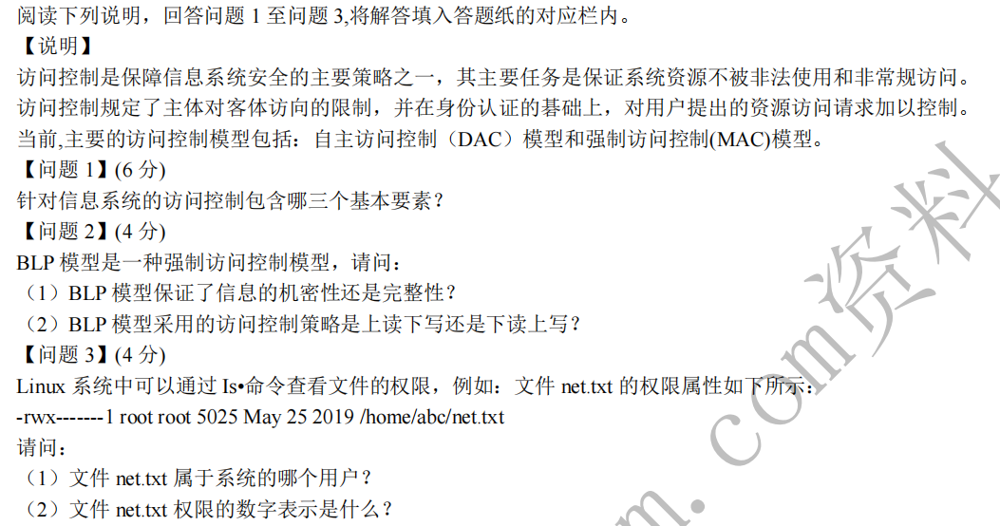 阅读下列说明，回答问题 1 至问题 3,将解答填入答题纸的对应栏内。
【说明】
访问控制是保障信息系统安全的主要策略之一，其主要任务是保证系统资源不被非法使用和非常规访问。
访问控制规定了主体对客体访向的限制，并在身份认证的基础上，对用户提出的资源访问请求加以控制。
当前,主要的访问控制模型包括：自主访问控制（DAC）模型和强制访问控制(MAC)模型。
【问题 1】(6 分)
针对信息系统的访问控制包含哪三个基本要素？
【问题 2】(4 分)
BLP 模型是一种强制访问控制模型，请问：
（1）BLP 模型保证了信息的机密性还是完整性？
（2）BLP 模型采用的访问控制策略是上读下写还是下读上写？
【问题 3】(4 分)
Linux 系统中可以通过 Is•命令查看文件的权限，例如：文件 net.txt 的权限属性如下所示：
-rwx-------1 root root 5025 May 25 2019 /home/abc/net.txt
请问：
（1）文件 net.txt 属于系统的哪个用户？
（2）文件 net.txt 权限的数字表示是什么？
m. com资料